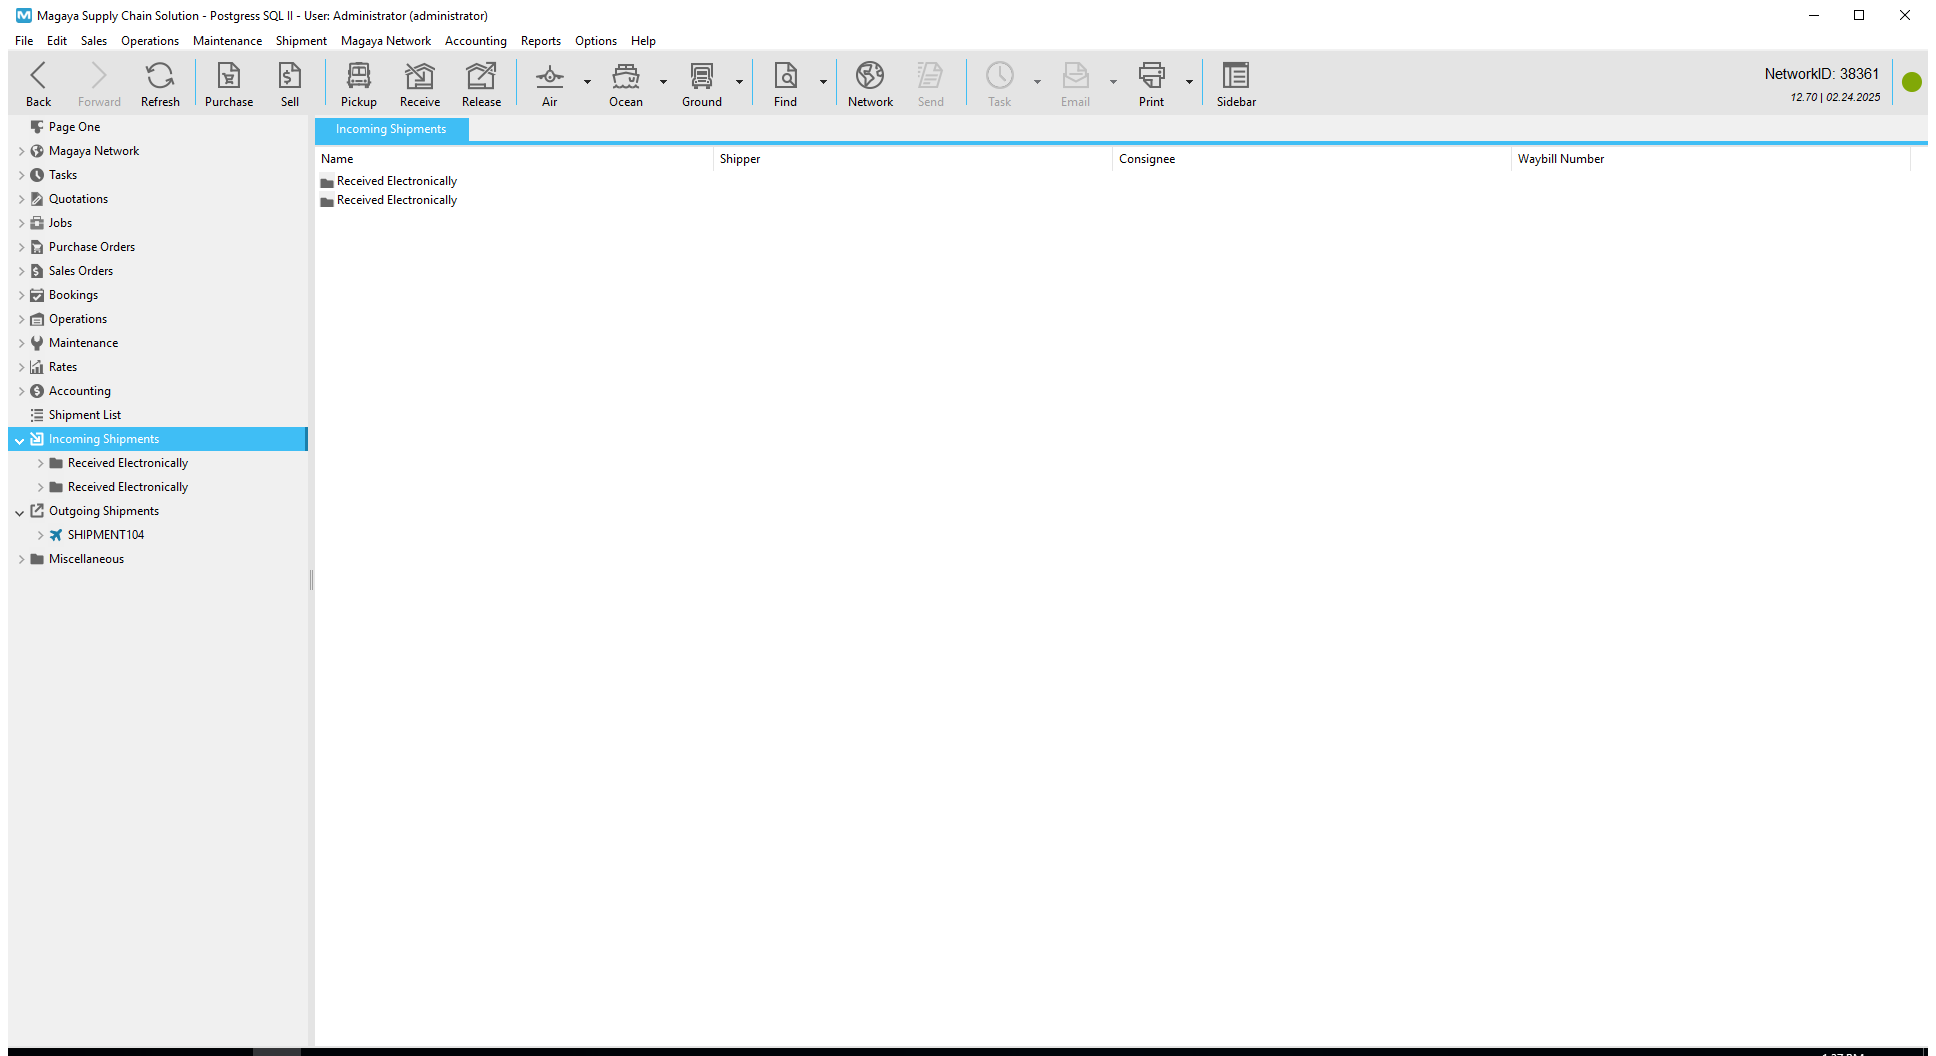 Magaya Supply Chain Solution - Postgress SQL II - User: Administrator (administrator)
File Edit Sales Operations Maintenance Shipment Magaya Network Accounting Reports Options Help
Back Forward Refresh Purchase Sell Pickup Receive Release Air Ocean Ground Find Network Send Task Email Print Sidebar
NetworkID: 38361
12.70 | 02.24.2025
Page One
Magaya Network
Tasks
Quotations
Jobs
Purchase Orders
Sales Orders
Bookings
Operations
Maintenance
Rates
Accounting
Shipment List
Incoming Shipments
Received Electronically
Received Electronically
Outgoing Shipments
SHIPMENT104
Miscellaneous
Incoming Shipments
Name Shipper Consignee Waybill Number
Received Electronically
Received Electronically